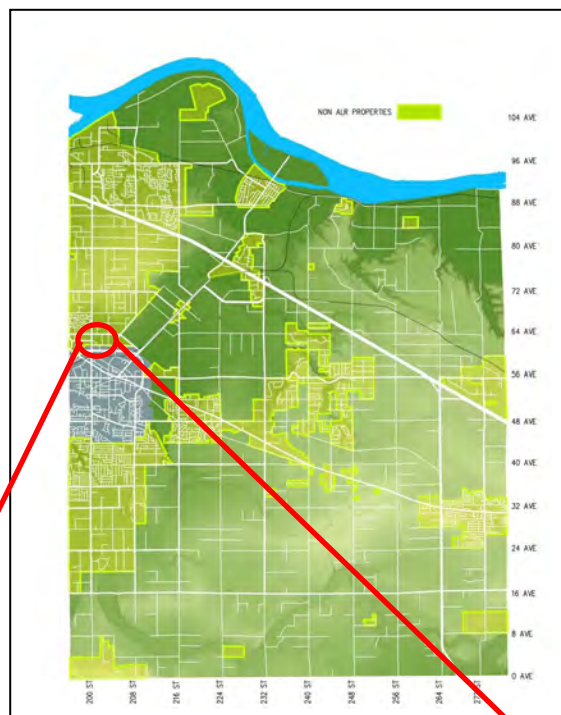 NON ALR PROPERTIES
104 AVE
96 AVE
88 AVE
80 AVE
72 AVE
64 AVE
56 AVE
48 AVE
40 AVE
32 AVE
24 AVE
16 AVE
8 AVE
0 AVE
200 ST
208 ST
216 ST
224 ST
232 ST
240 ST
248 ST
256 ST
264 ST
272 ST